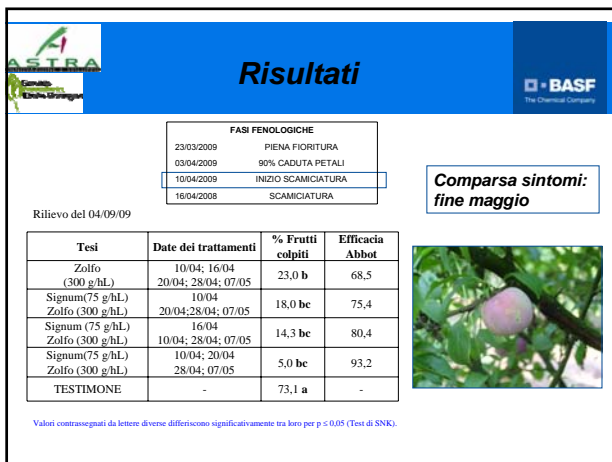 ASTRA
Risultati
BASF
The Chemical Company
FASI FENOLOGICHE
23/03/2009 PIENA FIORITURA
03/04/2009 90% CADUTA PETALI
10/04/2009 INIZIO SCAMICIATURA
16/04/2008 SCAMICIATURA
Comparsa sintomi:
fine maggio
Rilievo del 04/09/09
Tesi Date dei trattamenti % Frutti colpiti Efficacia Abbot
Zolfo 10/04; 16/04
(300 g/hL) 20/04; 28/04; 07/05 23,0 b 68,5
Signum(75 g/hL) 10/04
Zolfo (300 g/hL) 20/04;28/04; 07/05 18,0 bc 75,4
Signum (75 g/hL) 16/04
Zolfo (300 g/hL) 10/04; 28/04; 07/05 14,3 bc 80,4
Signum(75 g/hL) 10/04; 20/04
Zolfo (300 g/hL) 28/04; 07/05 5,0 bc 93,2
TESTIMONE - 73,1 a -
Valori contrassegnati da lettere diverse differiscono significativamente tra loro per p ≤ 0,05 (Test di SNK).